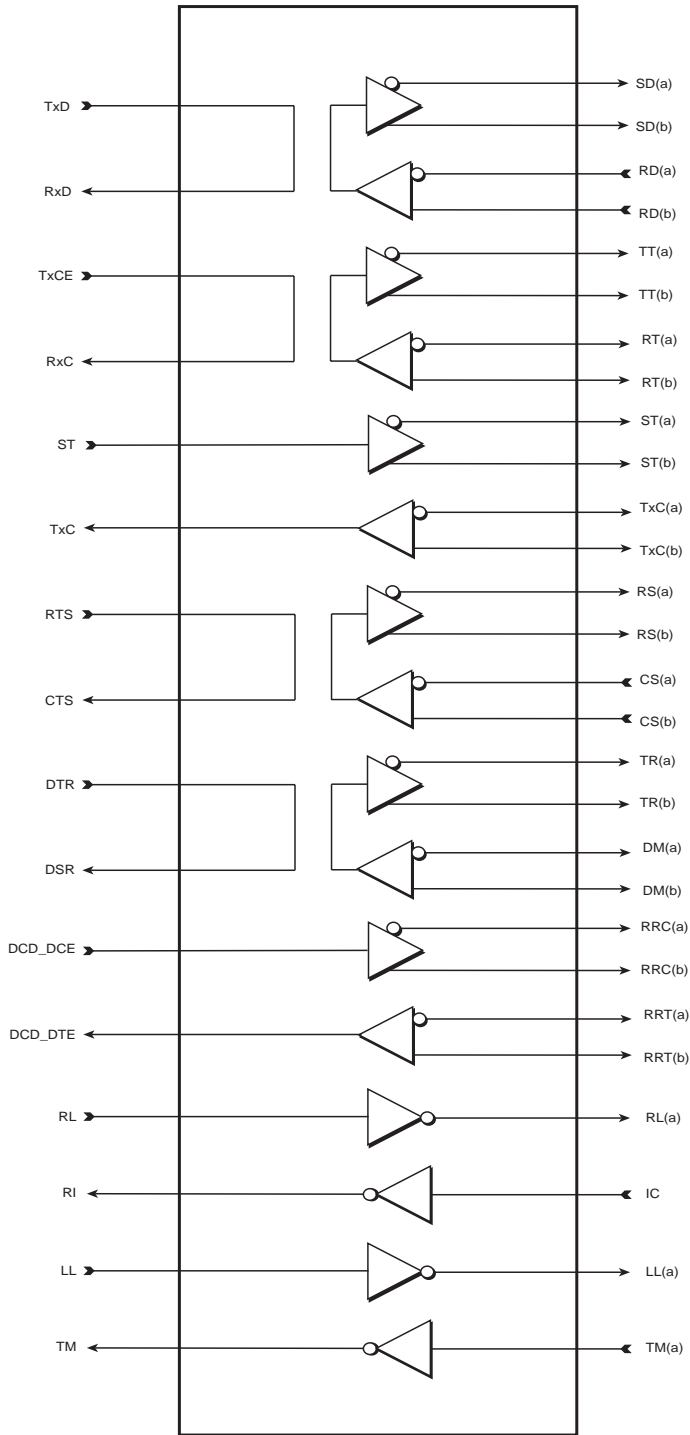 TxD
SD(a)
SD(b)
RxD
RD(a)
RD(b)
TxCE
TT(a)
TT(b)
RxC
RT(a)
RT(b)
ST
ST(a)
ST(b)
TxC
TxC(a)
TxC(b)
RTS
RS(a)
RS(b)
CTS
CS(a)
CS(b)
DTR
TR(a)
TR(b)
DSR
DM(a)
DM(b)
DCD_DCE
RRC(a)
RRC(b)
DCD_DTE
RRT(a)
RRT(b)
RL
RL(a)
RI
IC
LL
LL(a)
TM
TM(a)